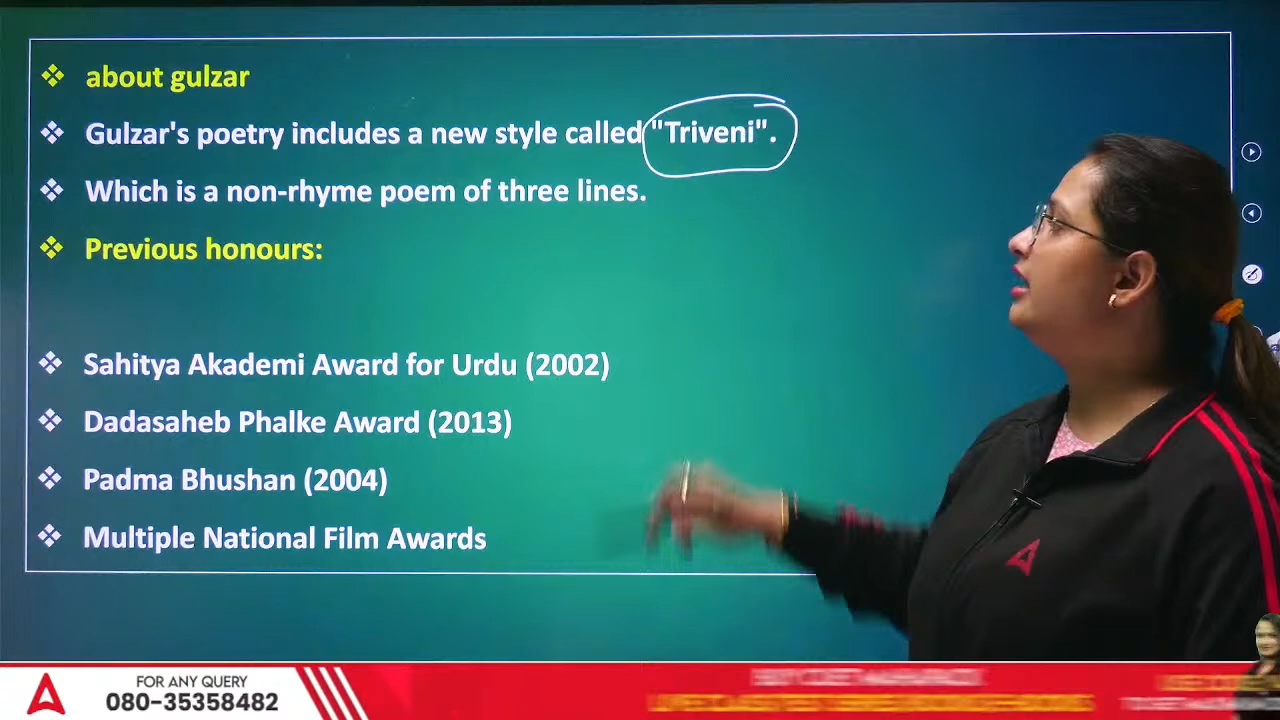 about gulzar
Gulzar's poetry includes a new style called "Triveni".
Which is a non-rhyme poem of three lines.
Previous honours:
Sahitya Akademi Award for Urdu (2002)
Dadasaheb Phalke Award (2013)
Padma Bhushan (2004)
Multiple National Film Awards
FOR ANY QUERY
080-35358482